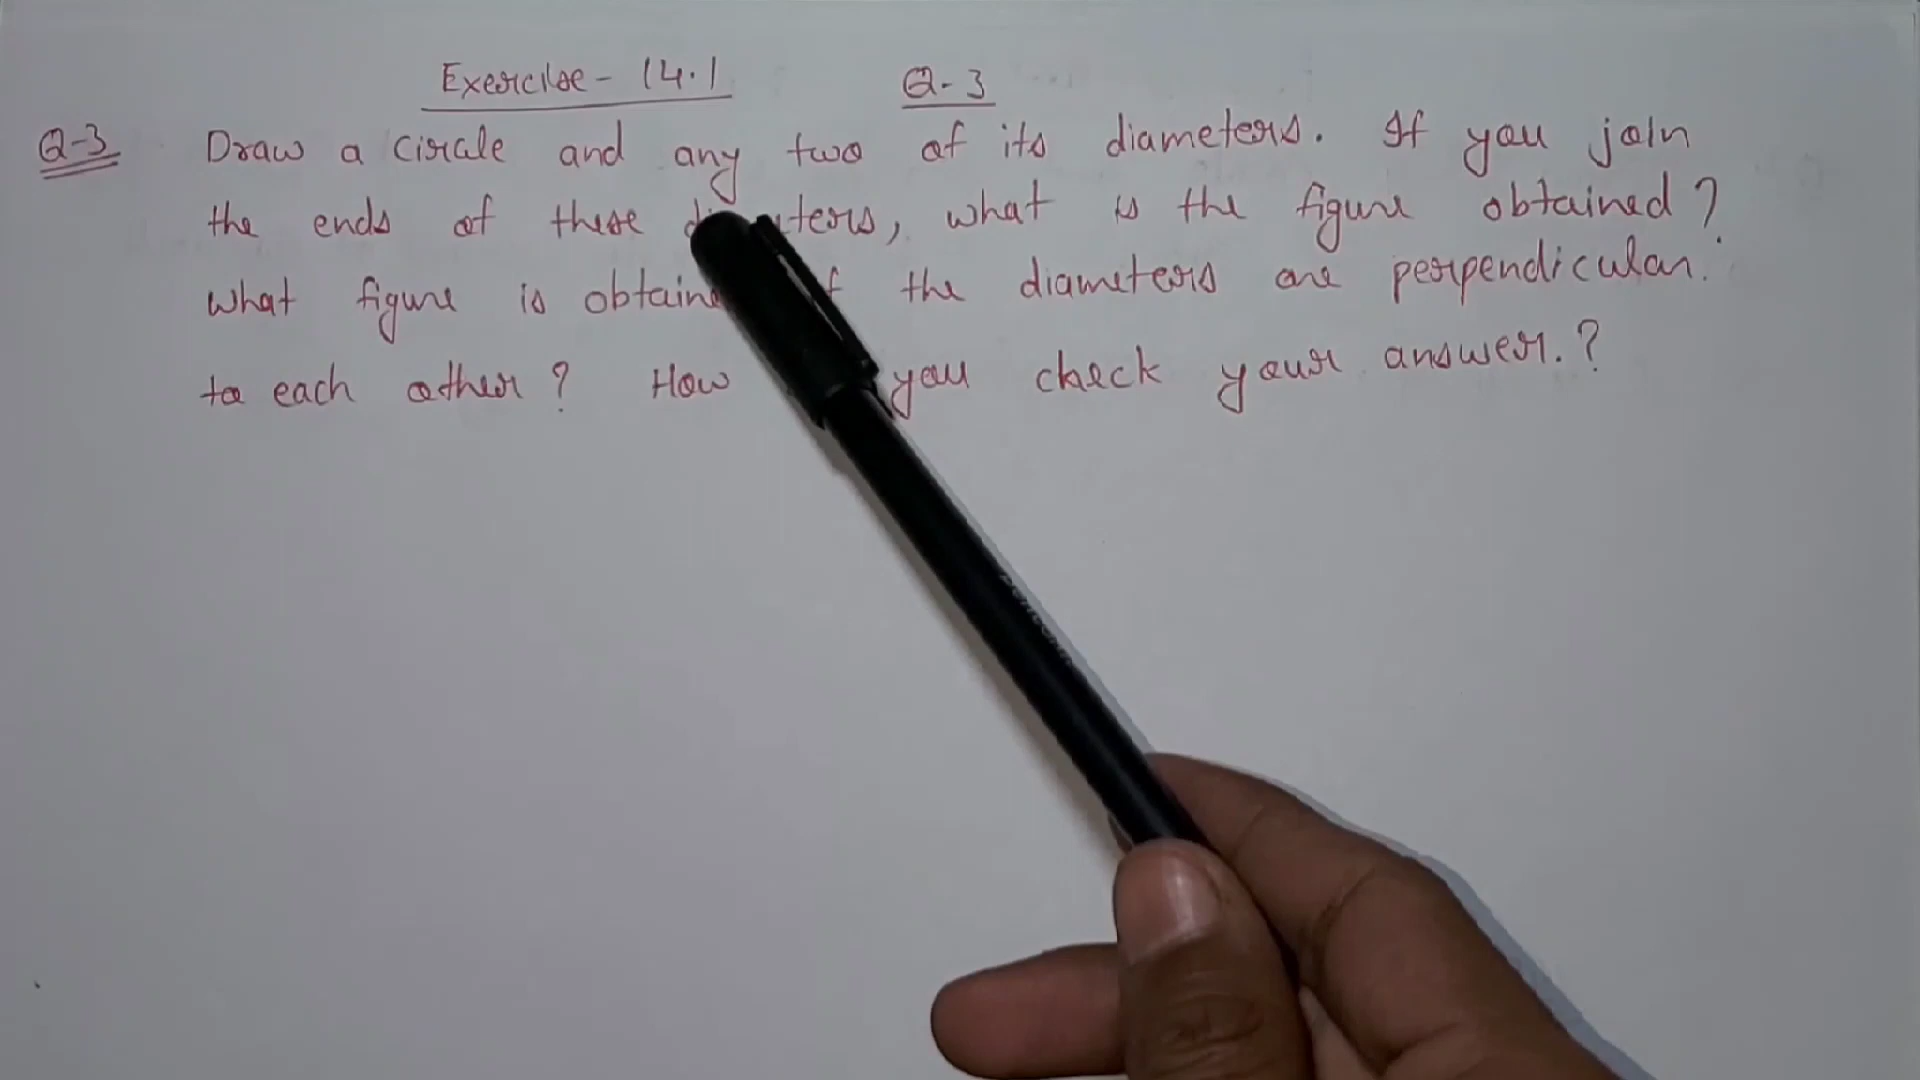 Exercise - 14.1 Q-3
Q-3 Draw a circle and any two of its diameters. If you join
the ends of these, what is the figure obtained?
What figure is the diameters are perpendicular.
to each other? How you check your answer.?